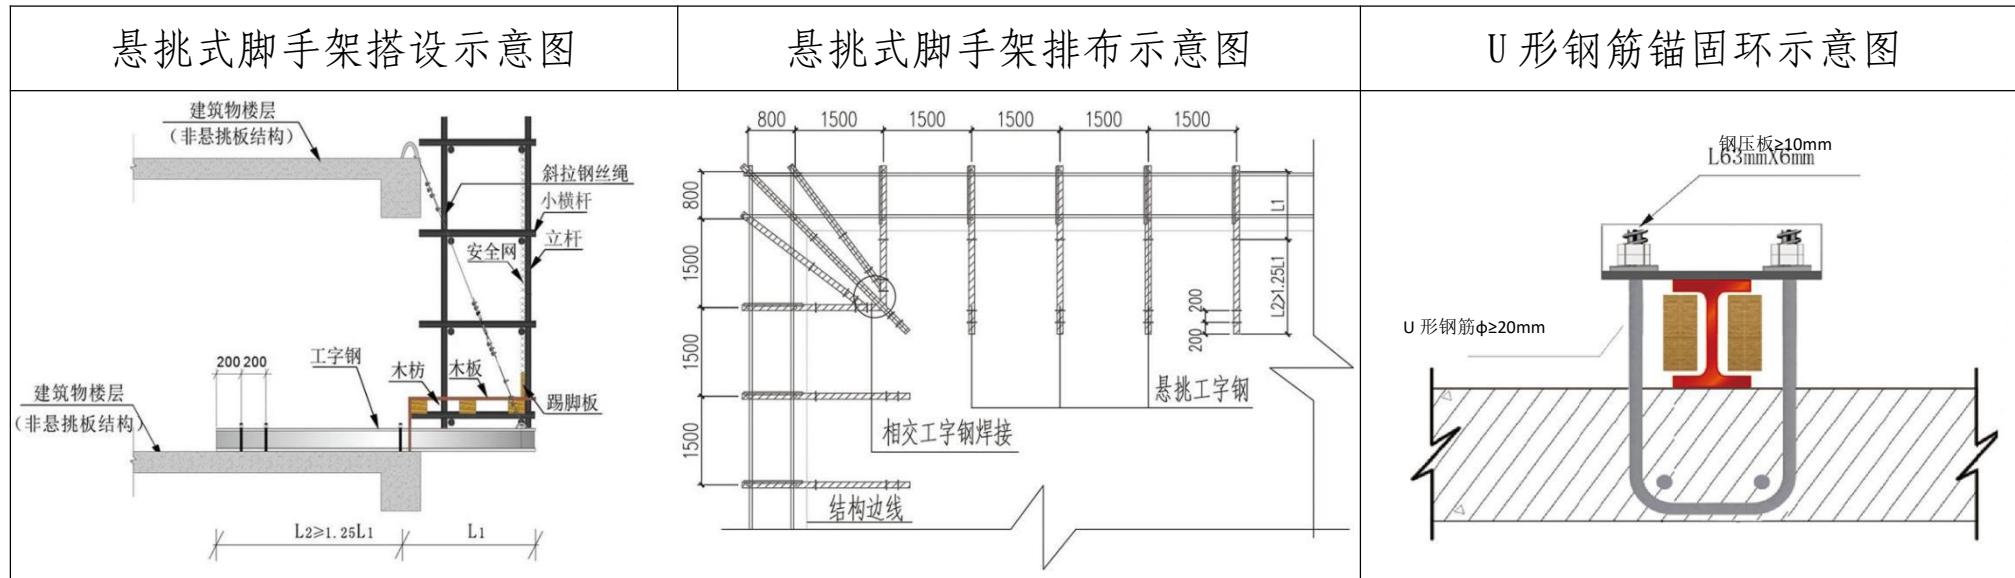 悬挑式脚手架搭设示意图
悬挑式脚手架排布示意图
U形钢筋锚固环示意图
建筑物楼层
（非悬挑板结构）
斜拉钢丝绳
小横杆
立杆
安全网
工字钢
200 200
木枋
木板
踢脚板
建筑物楼层
（非悬挑板结构）
L2≥1.25L1
L1
800 1500 1500 1500 1500 1500
800
1500
1500
1500
L1
L2>1.25L1
200
200
悬挑工字钢
相交工字钢焊接
结构边线
钢压板≥10mm
L63mmX6mm
U 形钢筋ϕ≥20mm